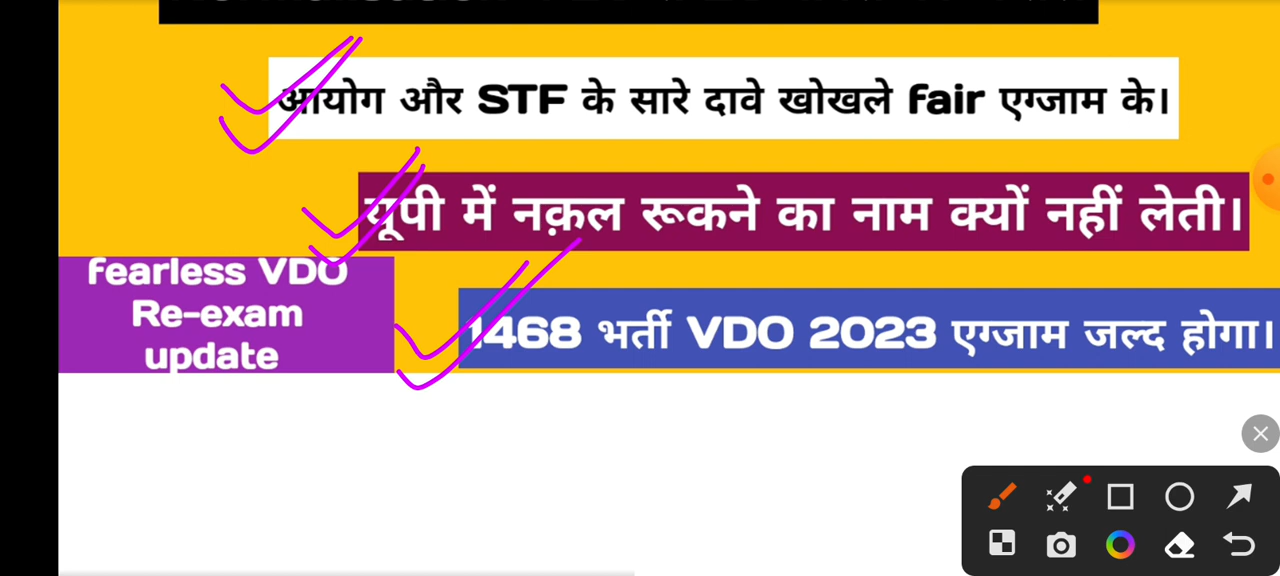 आयोग और STF के सारे दावे खोखले fair एग्जाम के।
यूपी में नक़ल रूकने का नाम क्यों नहीं लेती।
fearless VDO
Re-exam
update
1468 भर्ती VDO 2023 एग्जाम जल्द होगा।